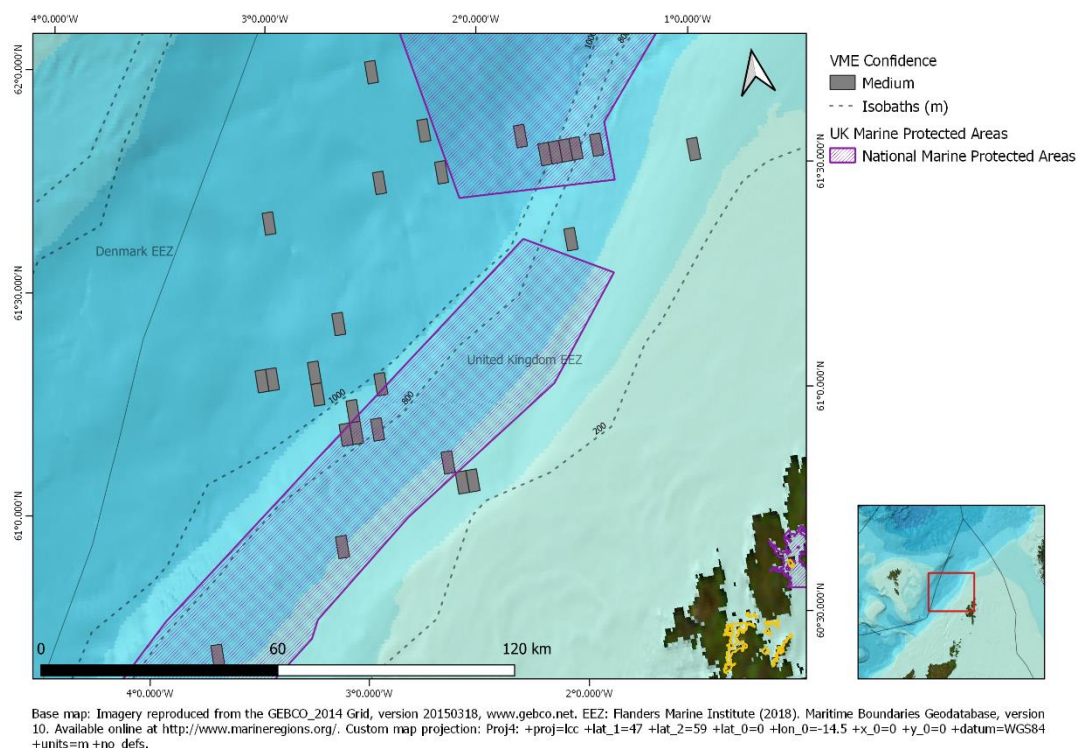 4°0.000'W 3°0.000'W 2°0.000'W 1°0.000'W
62°0.000'N
61°30.000'N
61°0.000'N
61°30.000'N
61°0.000'N
60°30.000'N
1000
800
Denmark EEZ
United Kingdom EEZ
1000
800
200
0 60 120 km
4°0.000'W 3°0.000'W 2°0.000'W
VME Confidence
Medium
Isobaths (m)
UK Marine Protected Areas
National Marine Protected Areas
Base map: Imagery reproduced from the GEBCO_2014 Grid, version 20150318, www.gebco.net. EEZ: Flanders Marine Institute (2018). Maritime Boundaries Geodatabase, version
10. Available online at http://www.marineregions.org/. Custom map projection: Proj4: +proj=lcc +lat_1=47 +lat_2=59 +lat_0=0 +lon_0=-14.5 +x_0=0 +y_0=0 +datum=WGS84
+units=m +no_defs.